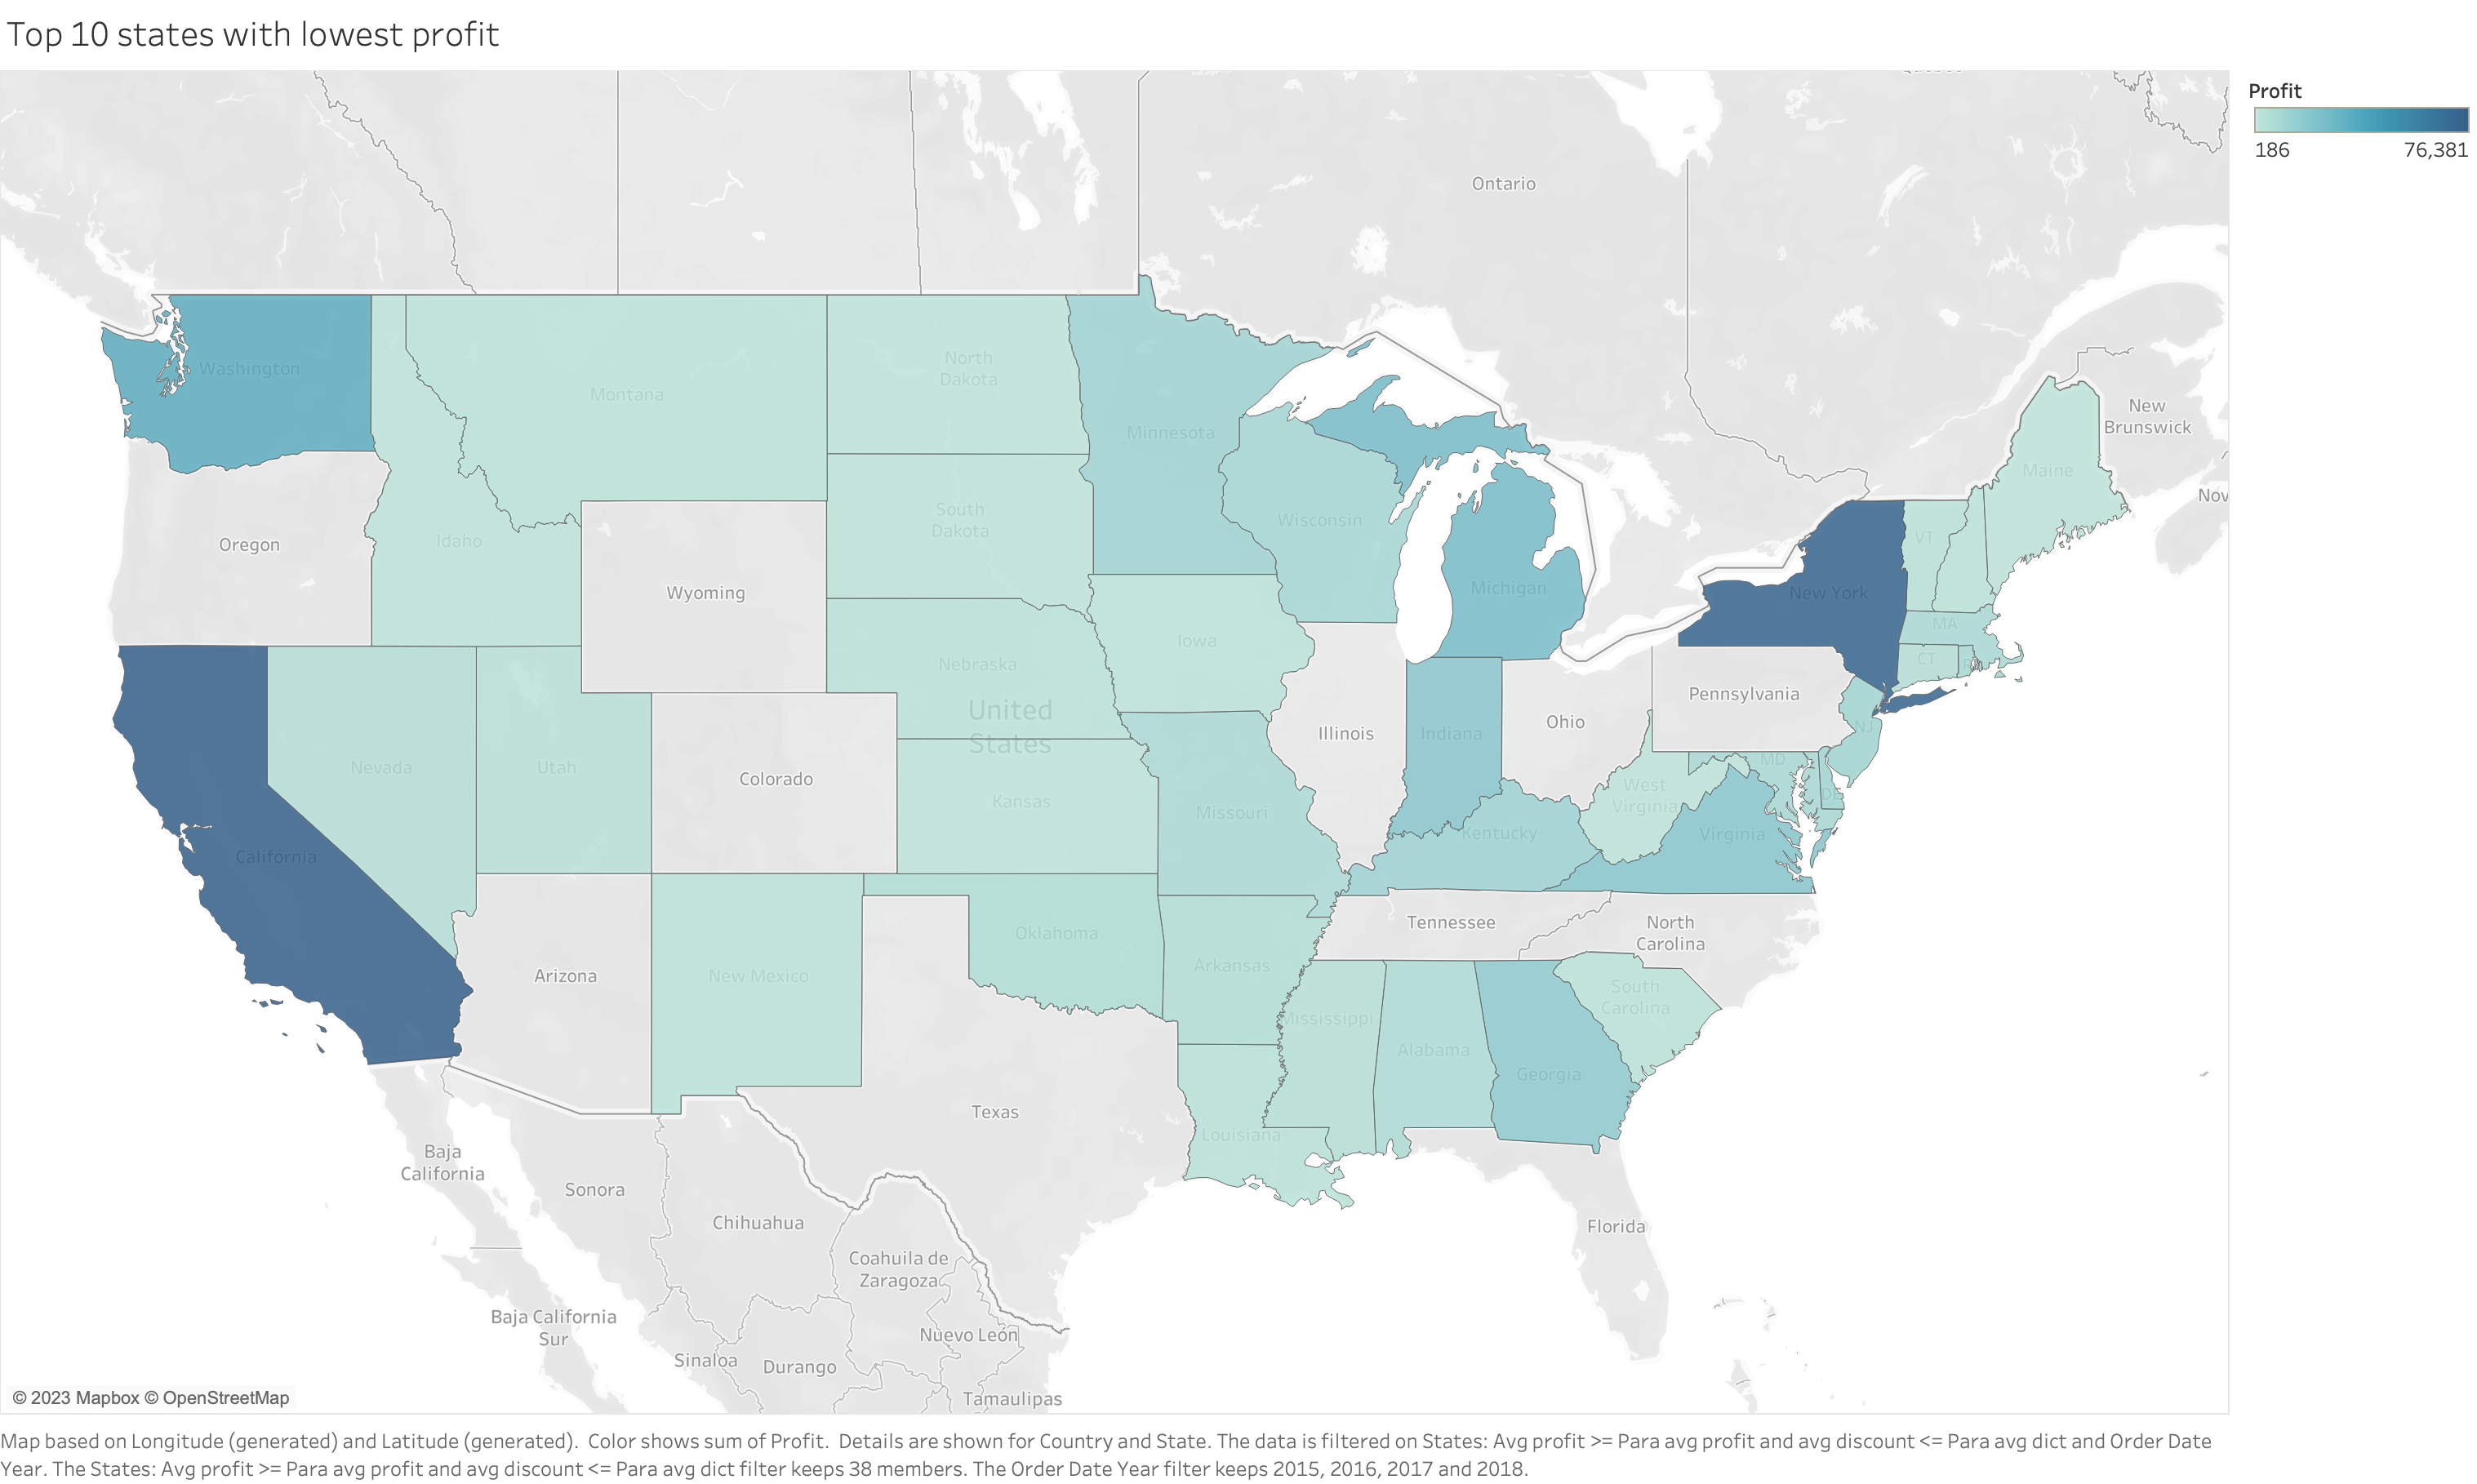 Top 10 states with lowest profit
Profit
186 76,381
Ontario
Washington
Montana
North
Dakota
Minnesota
New
Brunswick
Maine
Nov
South
Dakota
Wisconsin
Oregon
Idaho
VT
Wyoming
Michigan
New York
MA
Iowa
CT
Nebraska
Pennsylvania
United
States
Illinois
Indiana
Ohio
NJ
MD
Nevada
Utah
Colorado
Kansas
West
Virginia
DE
Missouri
Kentucky
Virginia
California
Tennessee
North
Carolina
Oklahoma
Arkansas
Arizona
New Mexico
South
Carolina
Mississippi
Alabama
Georgia
Texas
Louisiana
Baja
California
Sonora
Chihuahua
Florida
Coahuila de
Zaragoza
Baja California
Sur
Nuevo León
Sinaloa
Durango
Tamaulipas
© 2023 Mapbox © OpenStreetMap
Map based on Longitude (generated) and Latitude (generated). Color shows sum of Profit. Details are shown for Country and State. The data is filtered on States: Avg profit >= Para avg profit and avg discount <= Para avg dict and Order Date
Year. The States: Avg profit >= Para avg profit and avg discount <= Para avg dict filter keeps 38 members. The Order Date Year filter keeps 2015, 2016, 2017 and 2018.